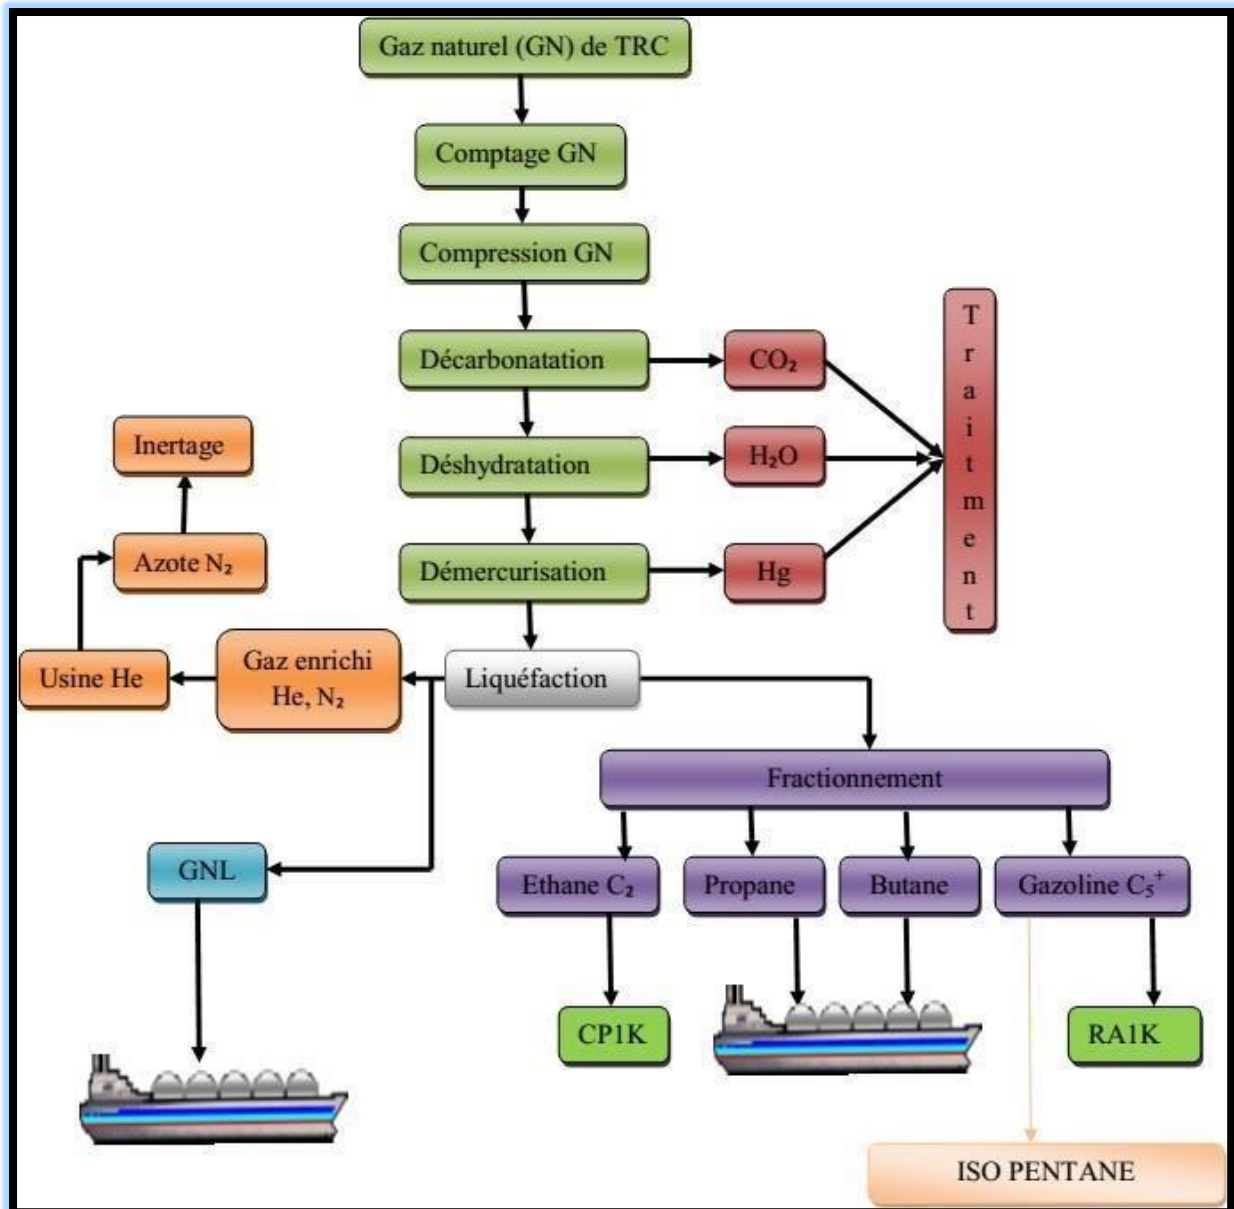 Gaz naturel (GN) de TRC
Comptage GN
Compression GN
Décarbonatation
CO₂
Traitment
Inertage
Déshydratation
H₂O
Azote N₂
Démercurisation
Hg
Usine He
Gaz enrichi
He, N₂
Liquéfaction
Fractionnement
GNL
Ethane C₂
Propane
Butane
Gazoline C₅⁺
CP1K
RA1K
ISO PENTANE